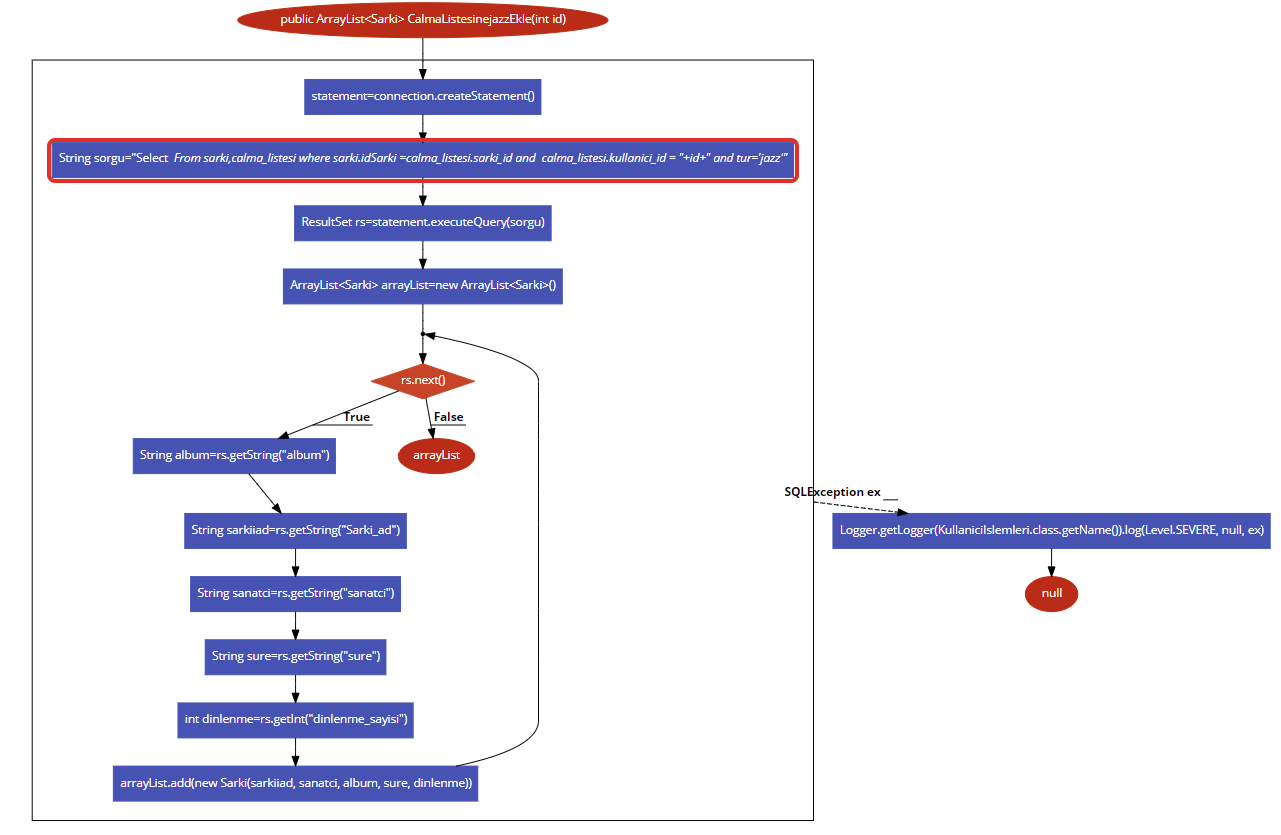 public ArrayList<Sarki> CalmaListesinejazzEkle(int id)
statement=connection.createStatement()
String sorgu="Select  From sarki,calma_listesi where sarki.idSarki =calma_listesi.sarki_id and  calma_listesi.kullanici_id = "+id+" and tur='jazz'"
ResultSet rs=statement.executeQuery(sorgu)
ArrayList<Sarki> arrayList=new ArrayList<Sarki>()
rs.next()
True
False
String album=rs.getString("album")
arrayList
SQLException ex
String sarkiiad=rs.getString("Sarki_ad")
Logger.getLogger(KullaniciIslemleri.class.getName()).log(Level.SEVERE, null, ex)
String sanatci=rs.getString("sanatci")
null
String sure=rs.getString("sure")
int dinlenme=rs.getInt("dinlenme_sayisi")
arrayList.add(new Sarki(sarkiiad, sanatci, album, sure, dinlenme))